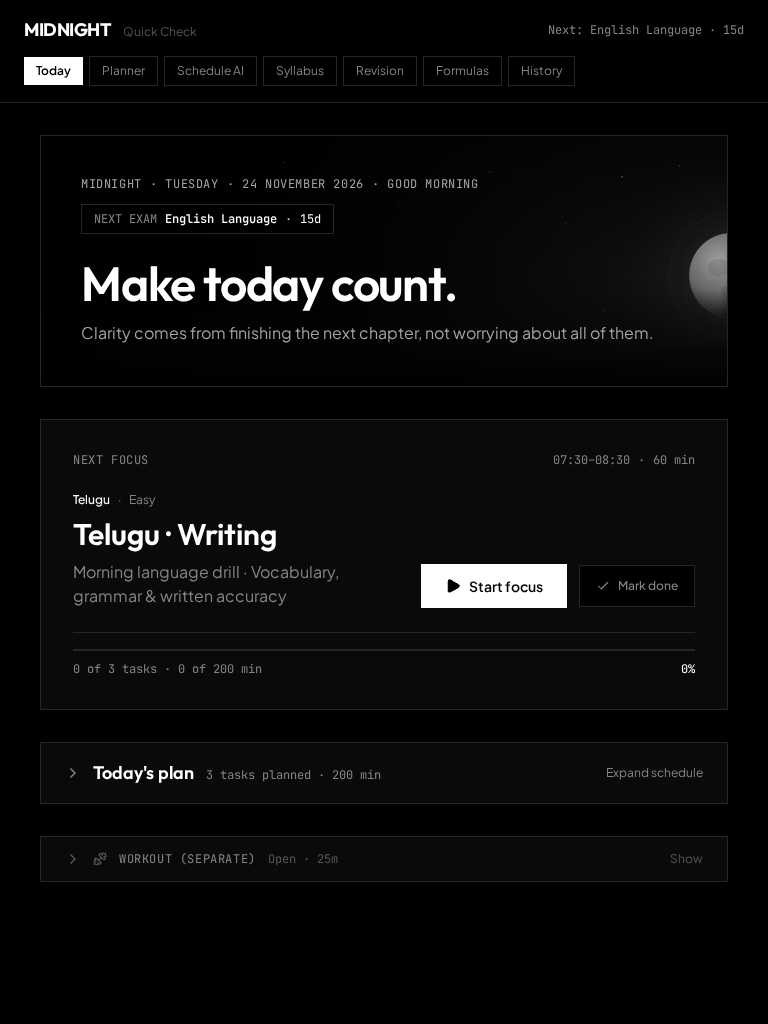 MIDNIGHT Quick Check
Next: English Language · 15d
Today Planner Schedule AI Syllabus Revision Formulas History
MIDNIGHT · TUESDAY · 24 NOVEMBER 2026 · GOOD MORNING
NEXT EXAM English Language · 15d
Make today count.
Clarity comes from finishing the next chapter, not worrying about all of them.
NEXT FOCUS
07:30–08:30 · 60 min
Telugu · Easy
Telugu · Writing
Morning language drill · Vocabulary,
grammar & written accuracy
Start focus
Mark done
0 of 3 tasks · 0 of 200 min
0%
Today's plan 3 tasks planned · 200 min
Expand schedule
WORKOUT (SEPARATE) Open · 25m
Show